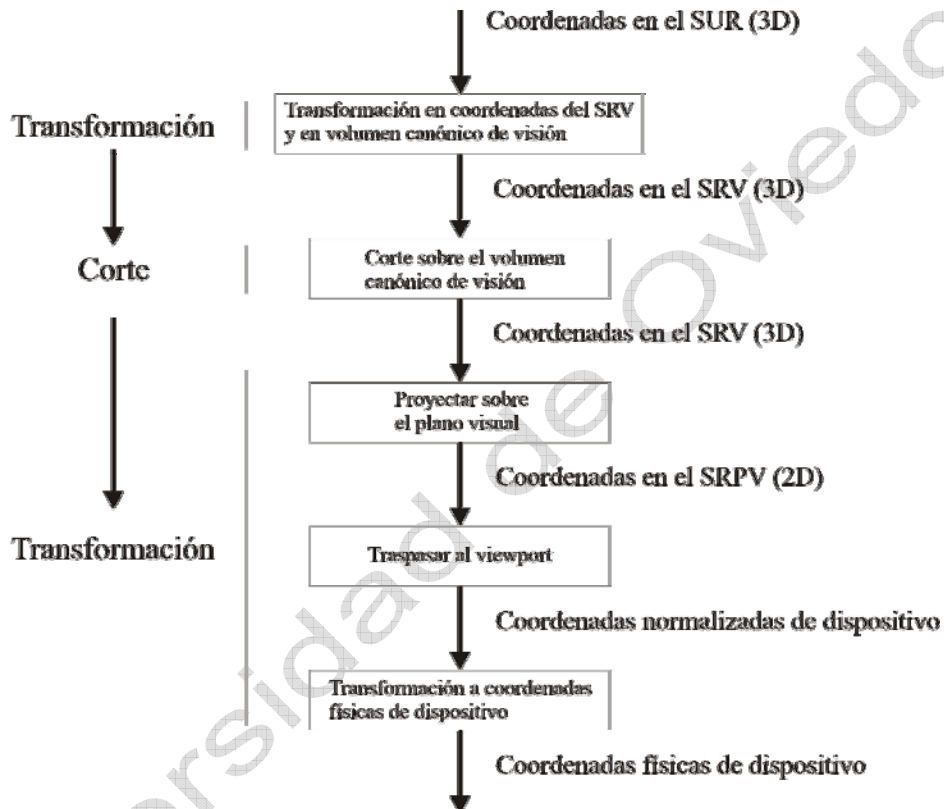 Coordenadas en el SUR (3D)
Transformación
Transformación en coordenadas del SRV
y en volumen canónico de visión
Coordenadas en el SRV (3D)
Corte
Corte sobre el volumen
canónico de visión
Coordenadas en el SRV (3D)
Proyectar sobre
el plano visual
Coordenadas en el SRPV (2D)
Transformación
Traspasar al viewport
Coordenadas normalizadas de dispositivo
Transformación a coordenadas
físicas de dispositivo
Coordenadas físicas de dispositivo
ersidad de Oviedo